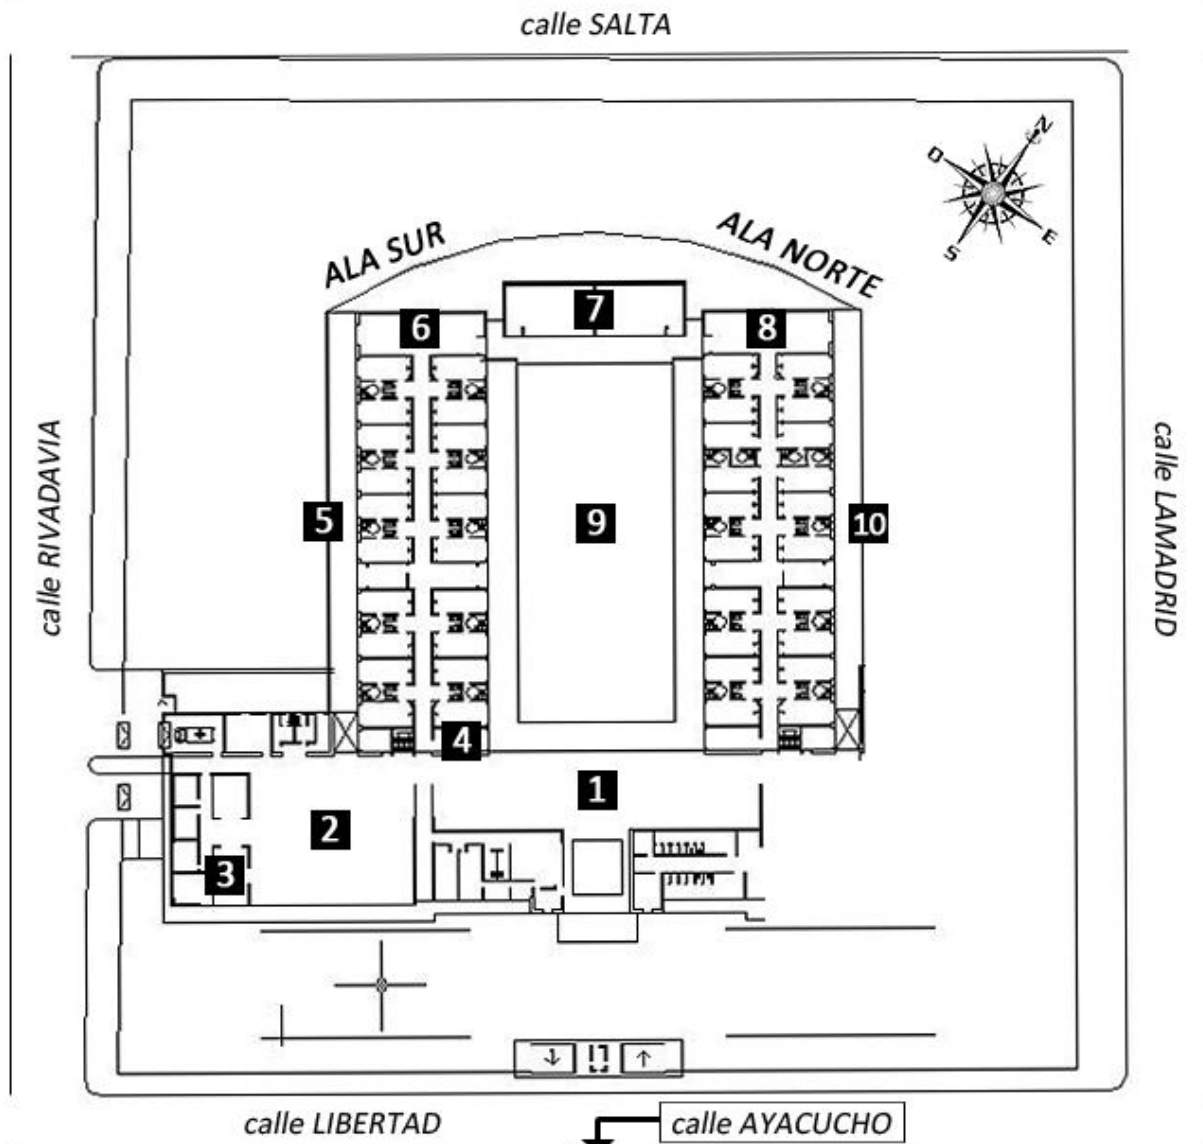 calle SALTA
N
O
E
S
ALA SUR
ALA NORTE
6
7
8
calle RIVADAVIA
5
9
10
calle LAMADRID
4
1
2
3
calle LIBERTAD
calle AYACUCHO